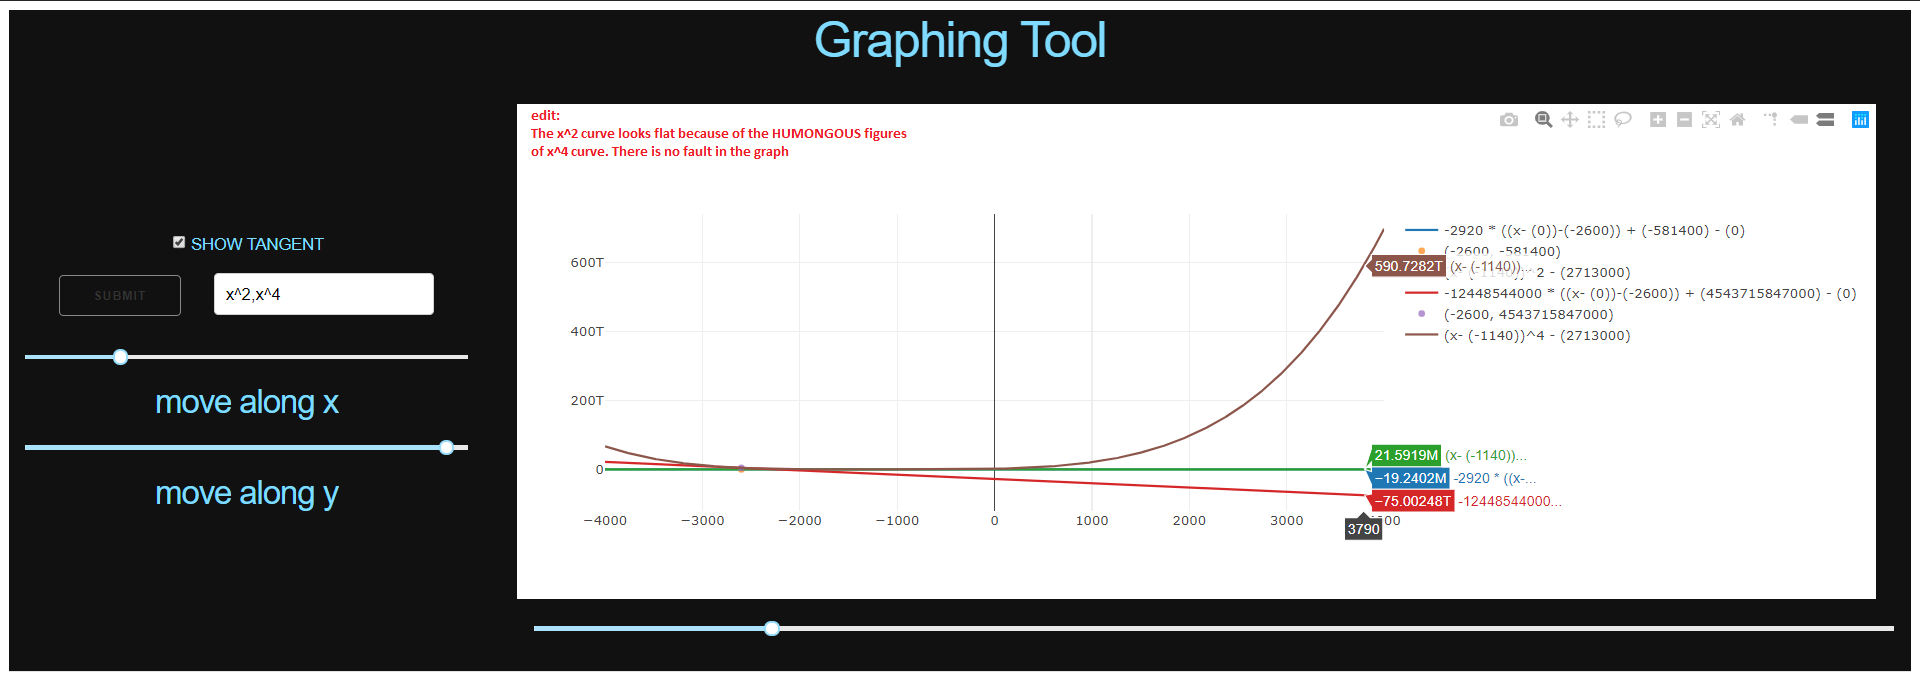 Graphing Tool
edit:
The x^2 curve looks flat because of the HUMONGOUS figures
of x^4 curve. There is no fault in the graph
SHOW TANGENT
SUBMIT
x^2,x^4
move along x
move along y
600T
400T
200T
0
−4000
−3000
−2000
−1000
0
1000
2000
3000
3790
-2920 * ((x- (0))-(-2600)) + (-581400) - (0)
(-2600, -581400)
590.7282T (x- (-1140))...
(x- (-1140))^2 - (2713000)
-12448544000 * ((x- (0))-(-2600)) + (4543715847000) - (0)
(-2600, 4543715847000)
(x- (-1140))^4 - (2713000)
21.5919M (x- (-1140))...
−19.2402M -2920 * ((x-...
−75.00248T -12448544000...